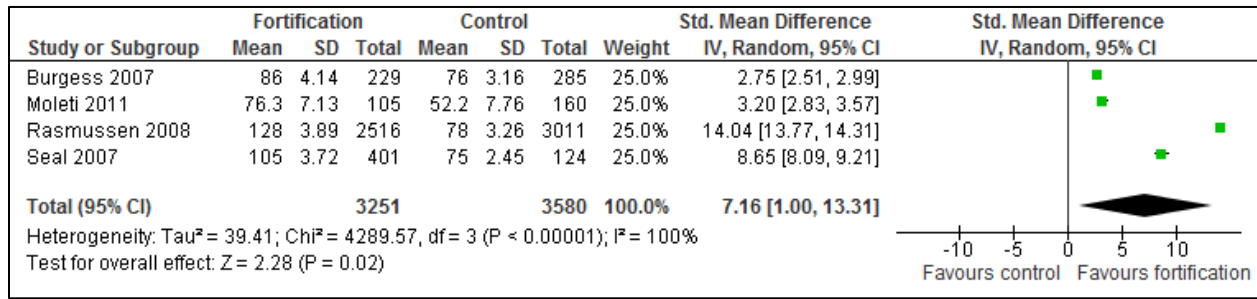 Fortification Control Std. Mean Difference Std. Mean Difference
Study or Subgroup Mean SD Total Mean SD Total Weight IV, Random, 95% CI IV, Random, 95% CI
Burgess 2007 86 4.14 229 76 3.16 285 25.0% 2.75 [2.51, 2.99]
Moleti 2011 76.3 7.13 105 52.2 7.76 160 25.0% 3.20 [2.83, 3.57]
Rasmussen 2008 128 3.89 2516 78 3.26 3011 25.0% 14.04 [13.77, 14.31]
Seal 2007 105 3.72 401 75 2.45 124 25.0% 8.65 [8.09, 9.21]
Total (95% CI) 3251 3580 100.0% 7.16 [1.00, 13.31]
Heterogeneity: Tau² = 39.41; Chi² = 4289.57, df = 3 (P < 0.00001); I² = 100%
Test for overall effect: Z = 2.28 (P = 0.02)
-10 -5 0 5 10
Favours control Favours fortification